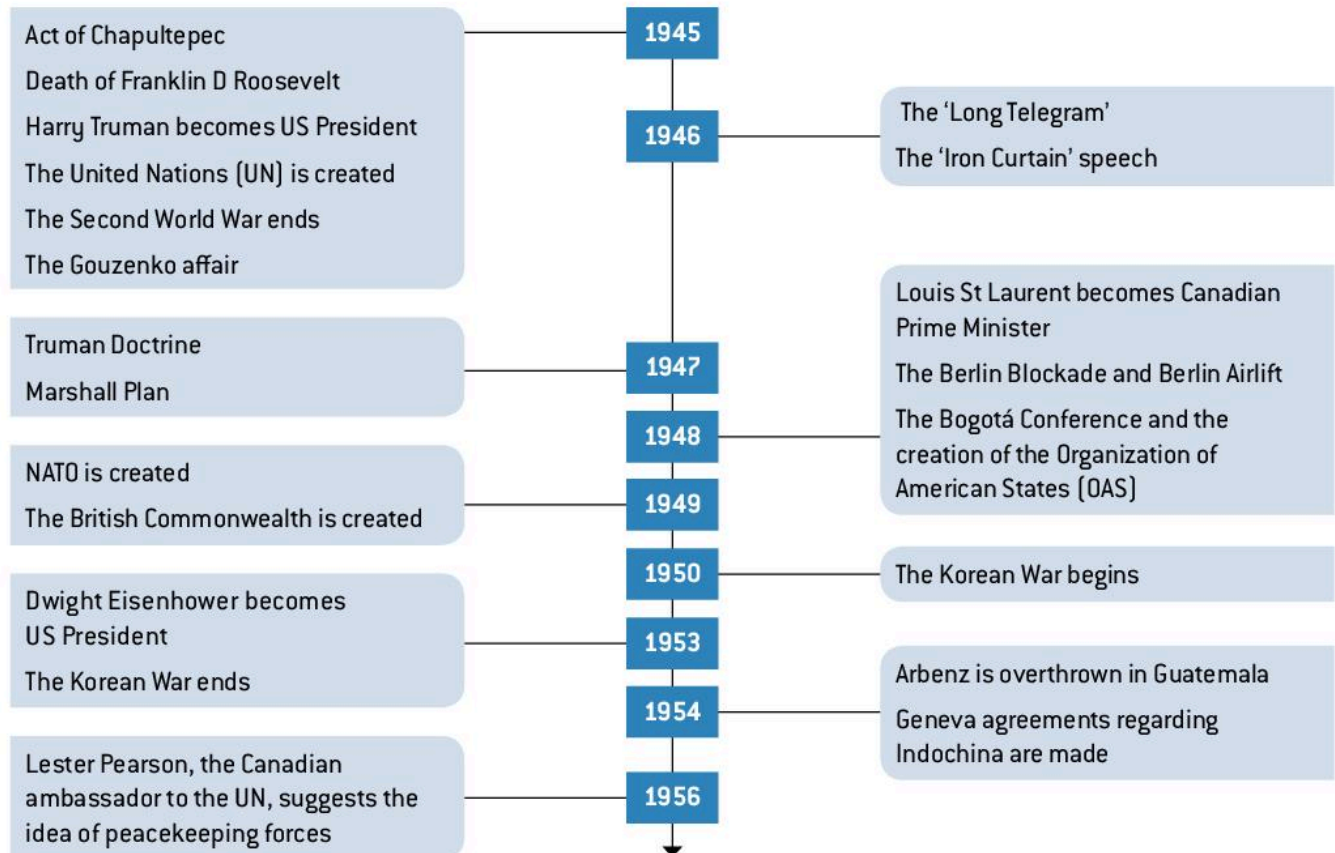 1945
Act of Chapultepec
Death of Franklin D Roosevelt
Harry Truman becomes US President
The United Nations (UN) is created
The Second World War ends
The Gouzenko affair
1946
The ‘Long Telegram’
The ‘Iron Curtain’ speech
1947
Truman Doctrine
Marshall Plan
1948
Louis St Laurent becomes Canadian
Prime Minister
The Berlin Blockade and Berlin Airlift
The Bogotá Conference and the
creation of the Organization of
American States (OAS)
1949
NATO is created
The British Commonwealth is created
1950
The Korean War begins
1953
Dwight Eisenhower becomes
US President
The Korean War ends
1954
Arbenz is overthrown in Guatemala
Geneva agreements regarding
Indochina are made
1956
Lester Pearson, the Canadian
ambassador to the UN, suggests the
idea of peacekeeping forces